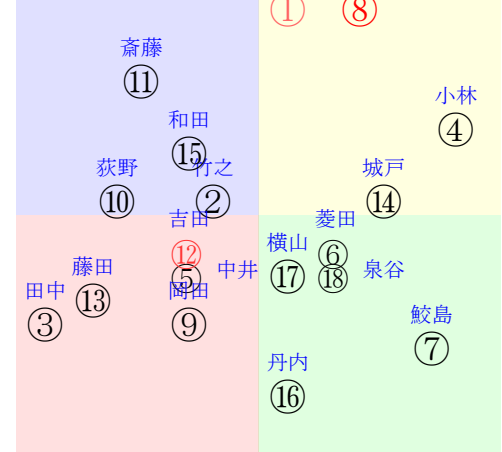 ① ⑧
斎藤
⑪
小林
④
和田
⑮
荻野
⑩
竹之
②
城戸
⑭
吉田
⑫
⑤
中井
菱田
⑥
横山
⑰
⑱
泉谷
藤田
⑬
田中
③
岡田
⑨
鮫島
⑦
丹内
⑯